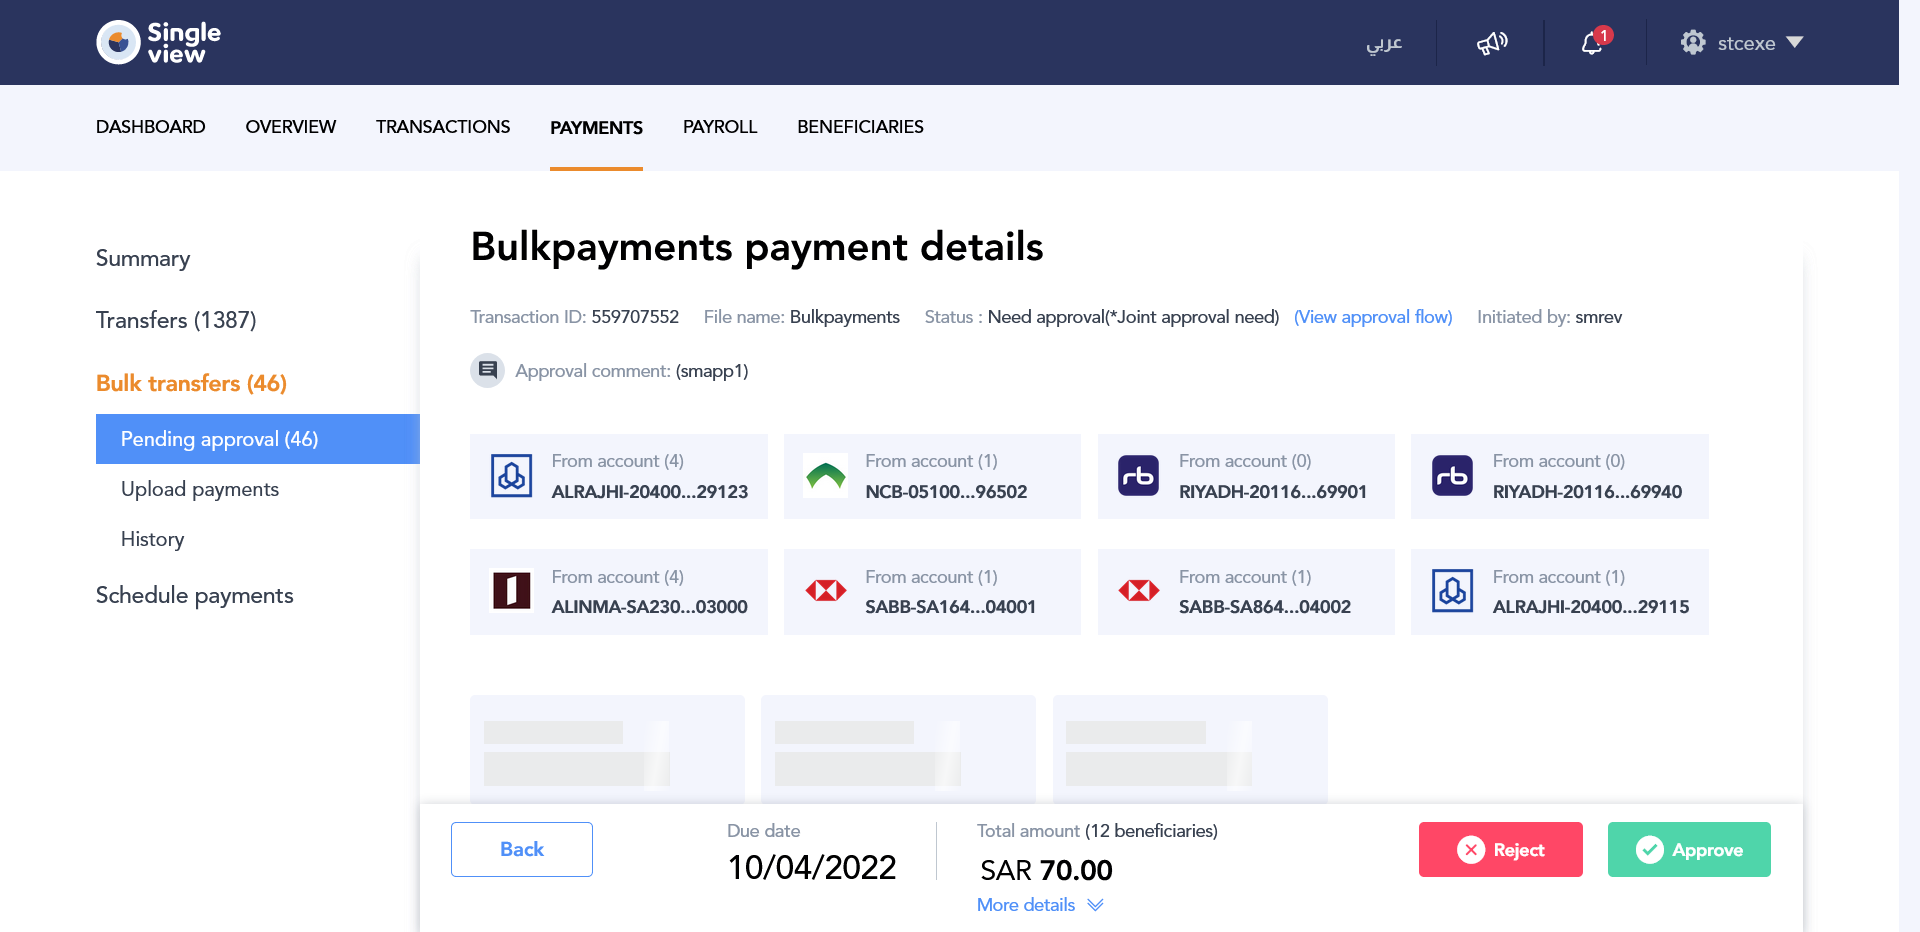 Single
view
عربي
1
stcexe
DASHBOARD
OVERVIEW
TRANSACTIONS
PAYMENTS
PAYROLL
BENEFICIARIES
Summary
Transfers (1387)
Bulk transfers (46)
Pending approval (46)
Upload payments
History
Schedule payments
Bulkpayments payment details
Transaction ID: 559707552
File name: Bulkpayments
Status : Need approval(*Joint approval need)
(View approval flow)
Initiated by: smrev
Approval comment: (smapp1)
From account (4)
ALRAJHI-20400...29123
From account (1)
NCB-05100...96502
rb
From account (0)
RIYADH-20116...69901
rb
From account (0)
RIYADH-20116...69940
From account (4)
ALINMA-SA230...03000
From account (1)
SABB-SA164...04001
From account (1)
SABB-SA864...04002
From account (1)
ALRAJHI-20400...29115
Back
Due date
10/04/2022
Total amount (12 beneficiaries)
SAR 70.00
More details
Reject
Approve